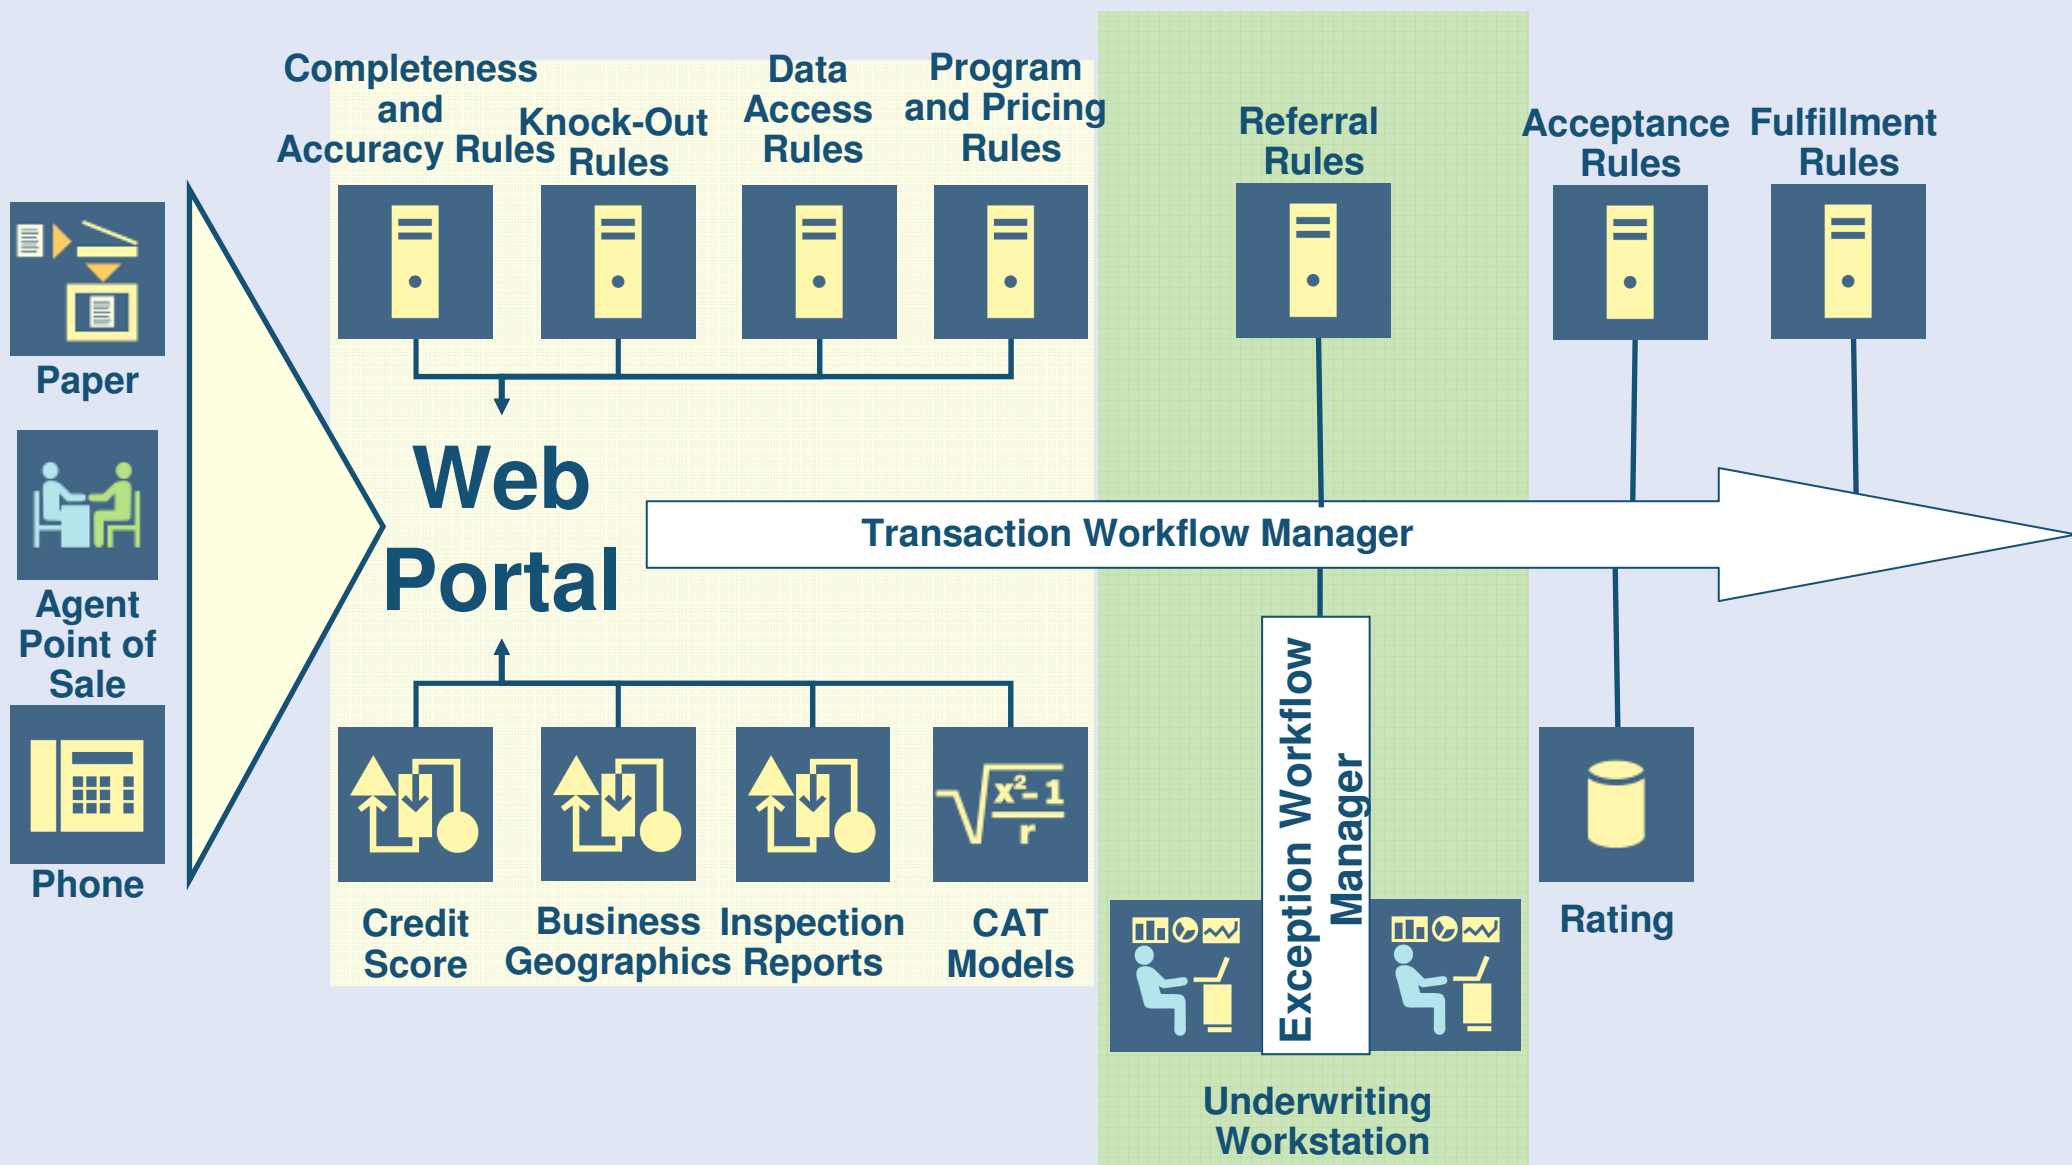 Completeness
and
Accuracy Rules
Knock-Out
Rules
Data
Access
Rules
Program
and Pricing
Rules
Referral
Rules
Acceptance
Rules
Fulfillment
Rules
Paper
Agent
Point of
Sale
Phone
Web
Portal
Transaction Workflow Manager
Exception Workflow
Manager
x²- 1
r
Credit
Score
Business
Geographics
Inspection
Reports
CAT
Models
Rating
Underwriting
Workstation